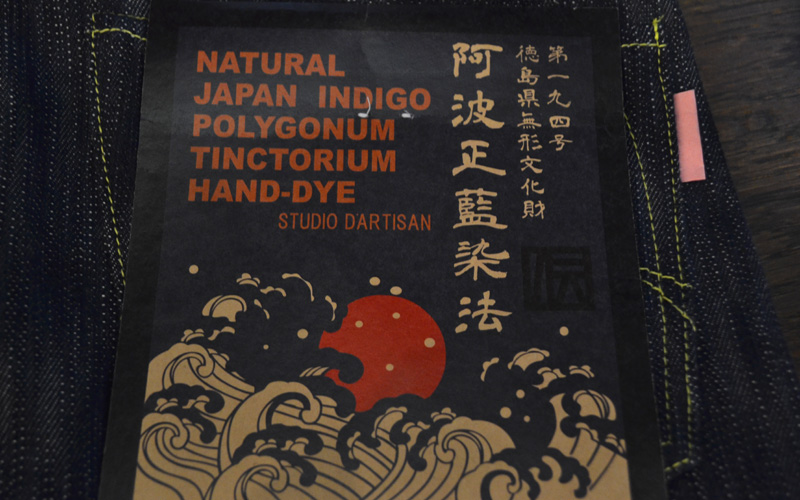 NATURAL
JAPAN INDIGO
POLYGONUM
TINCTORIUM
HAND-DYE
STUDIO D'ARTISAN
第一九四号
徳島県無形文化財
阿波正藍染法